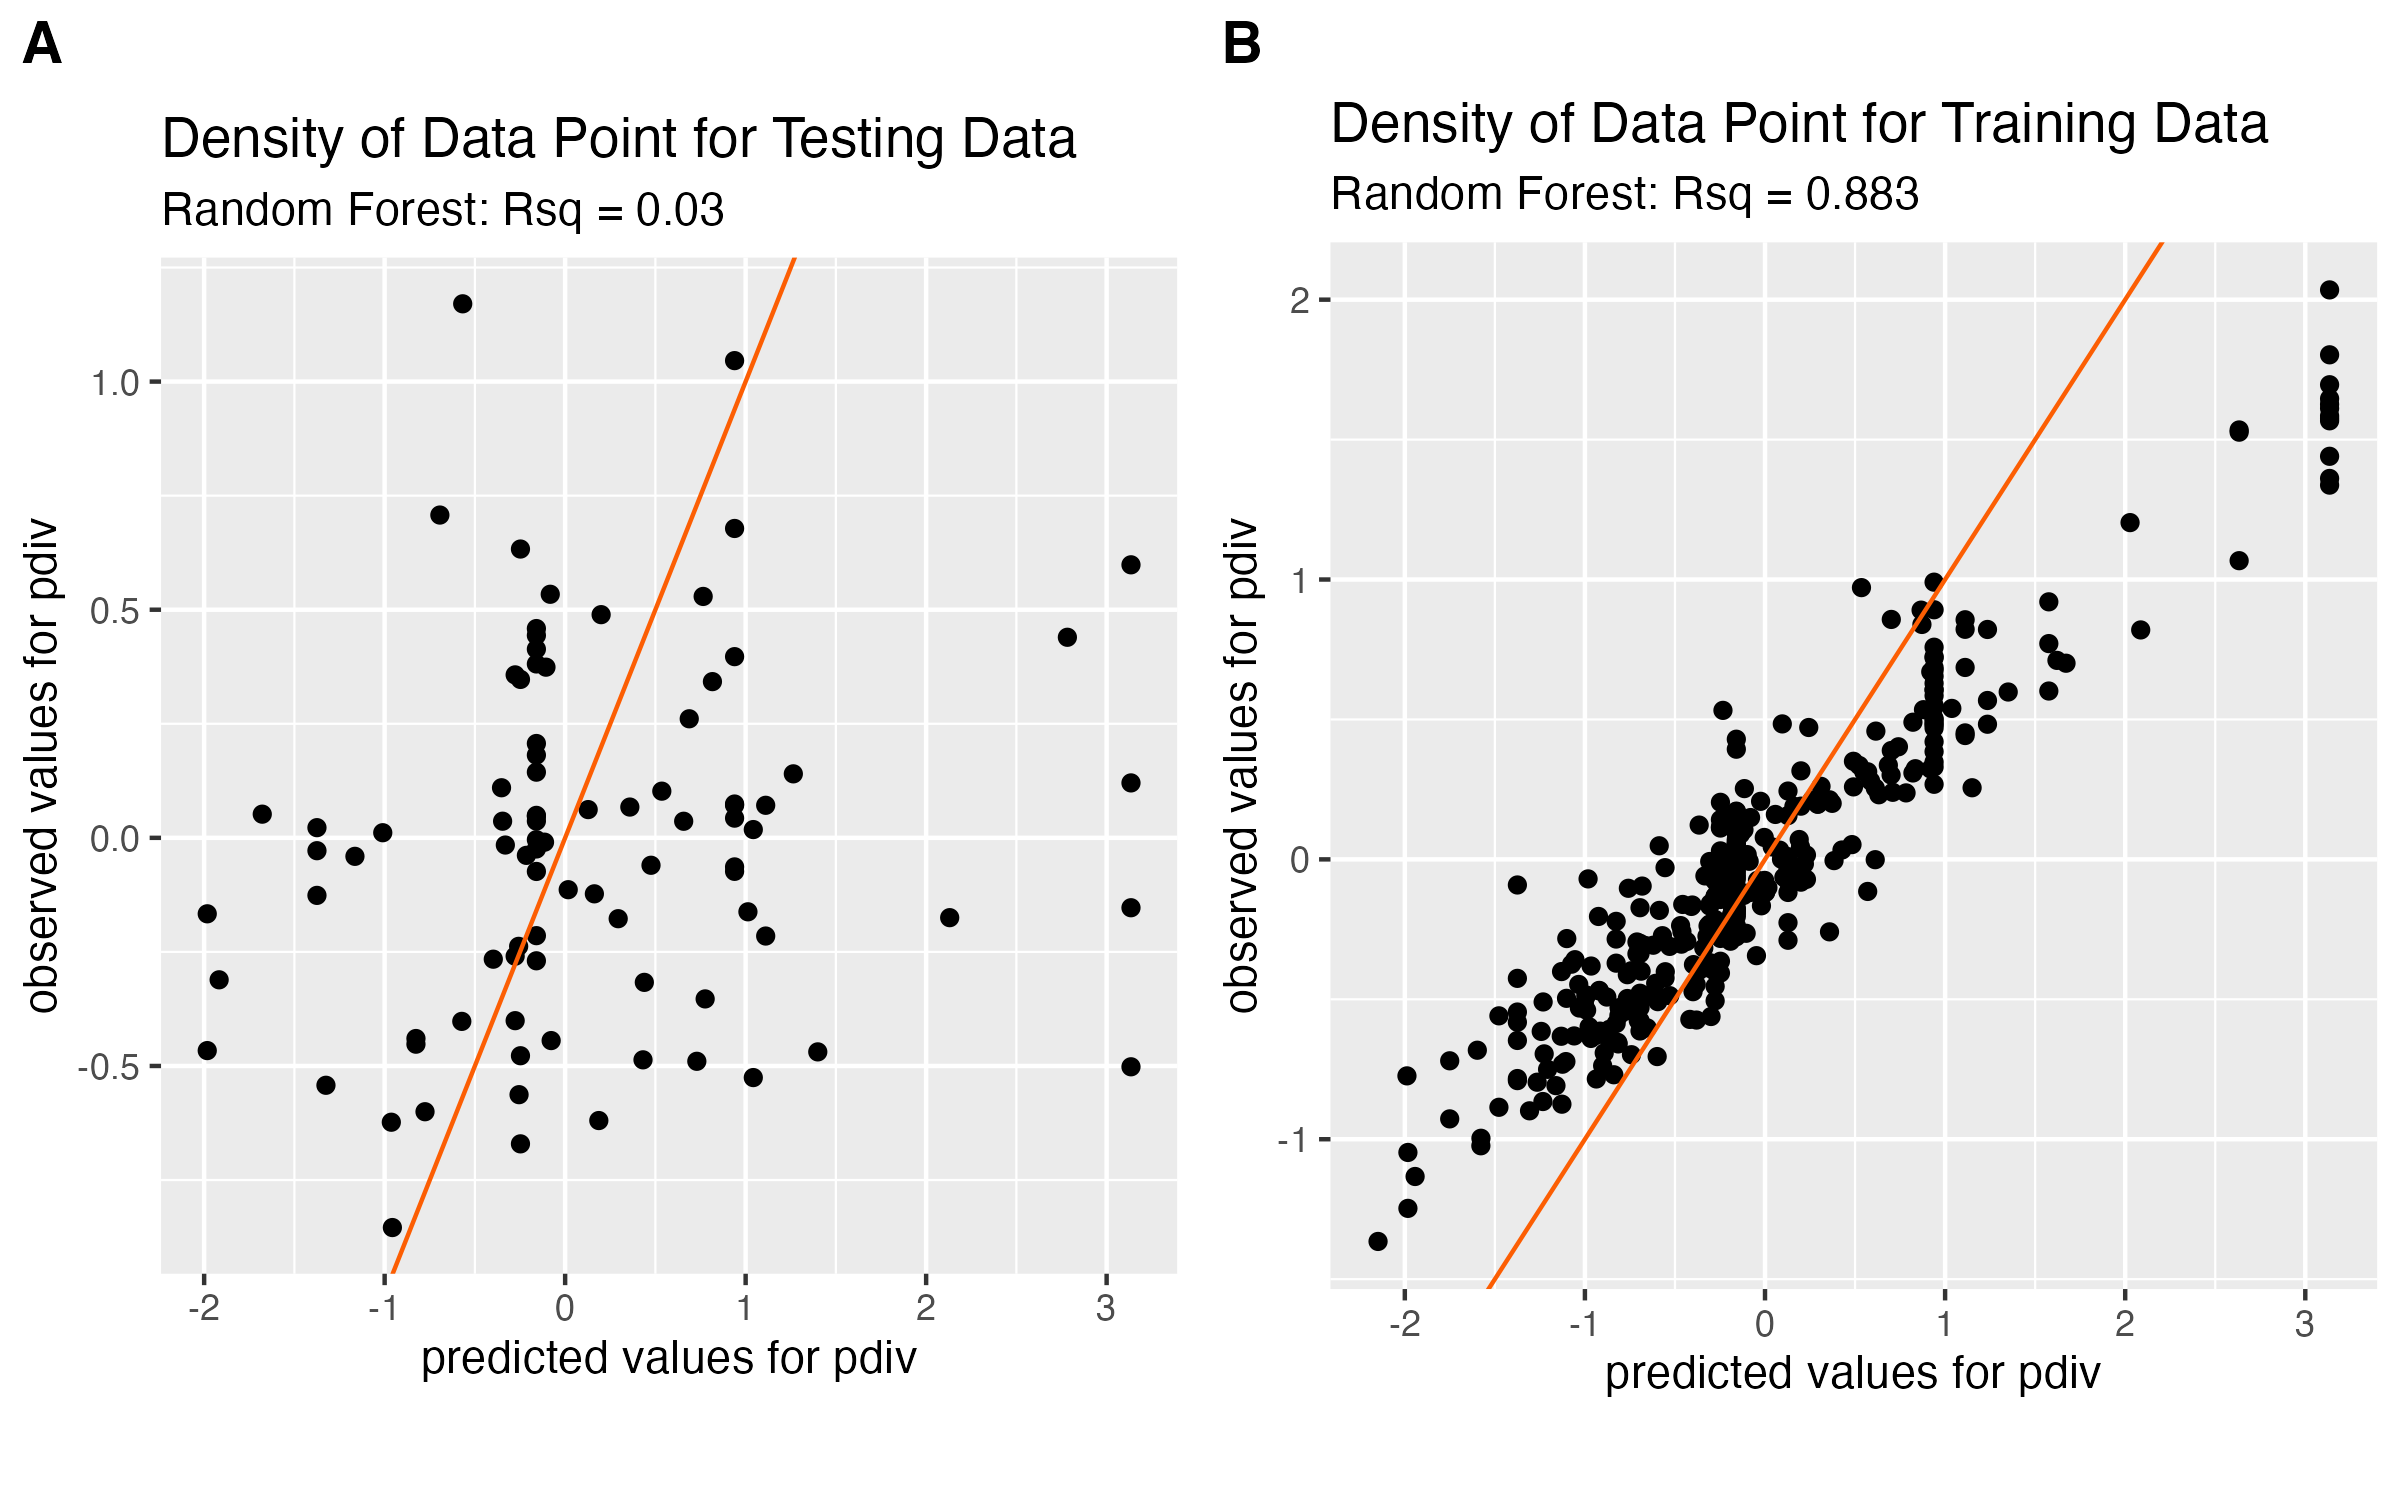 A
Density of Data Point for Testing Data
Random Forest: Rsq = 0.03
observed values for pdiv
1.0
0.5
0.0
-0.5
-2 -1 0 1 2 3
predicted values for pdiv
B
Density of Data Point for Training Data
Random Forest: Rsq = 0.883
observed values for pdiv
2
1
0
-1
-2 -1 0 1 2 3
predicted values for pdiv